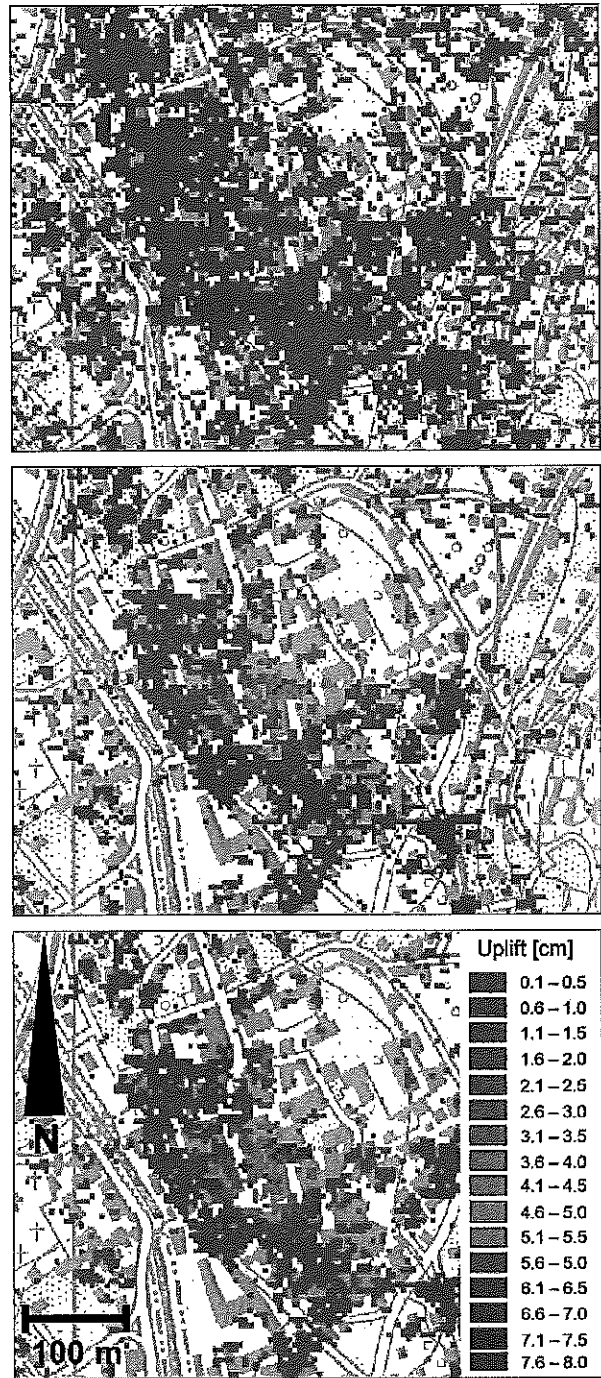 Uplift [cm]
0.1 – 0.5
0.6 – 1.0
1.1 – 1.5
1.6 – 2.0
2.1 – 2.5
2.6 – 3.0
3.1 – 3.5
3.6 – 4.0
4.1 – 4.5
4.6 – 5.0
5.1 – 5.5
5.6 – 5.0
6.1 – 6.5
6.6 – 7.0
7.1 – 7.5
7.6 – 8.0
N
100 m